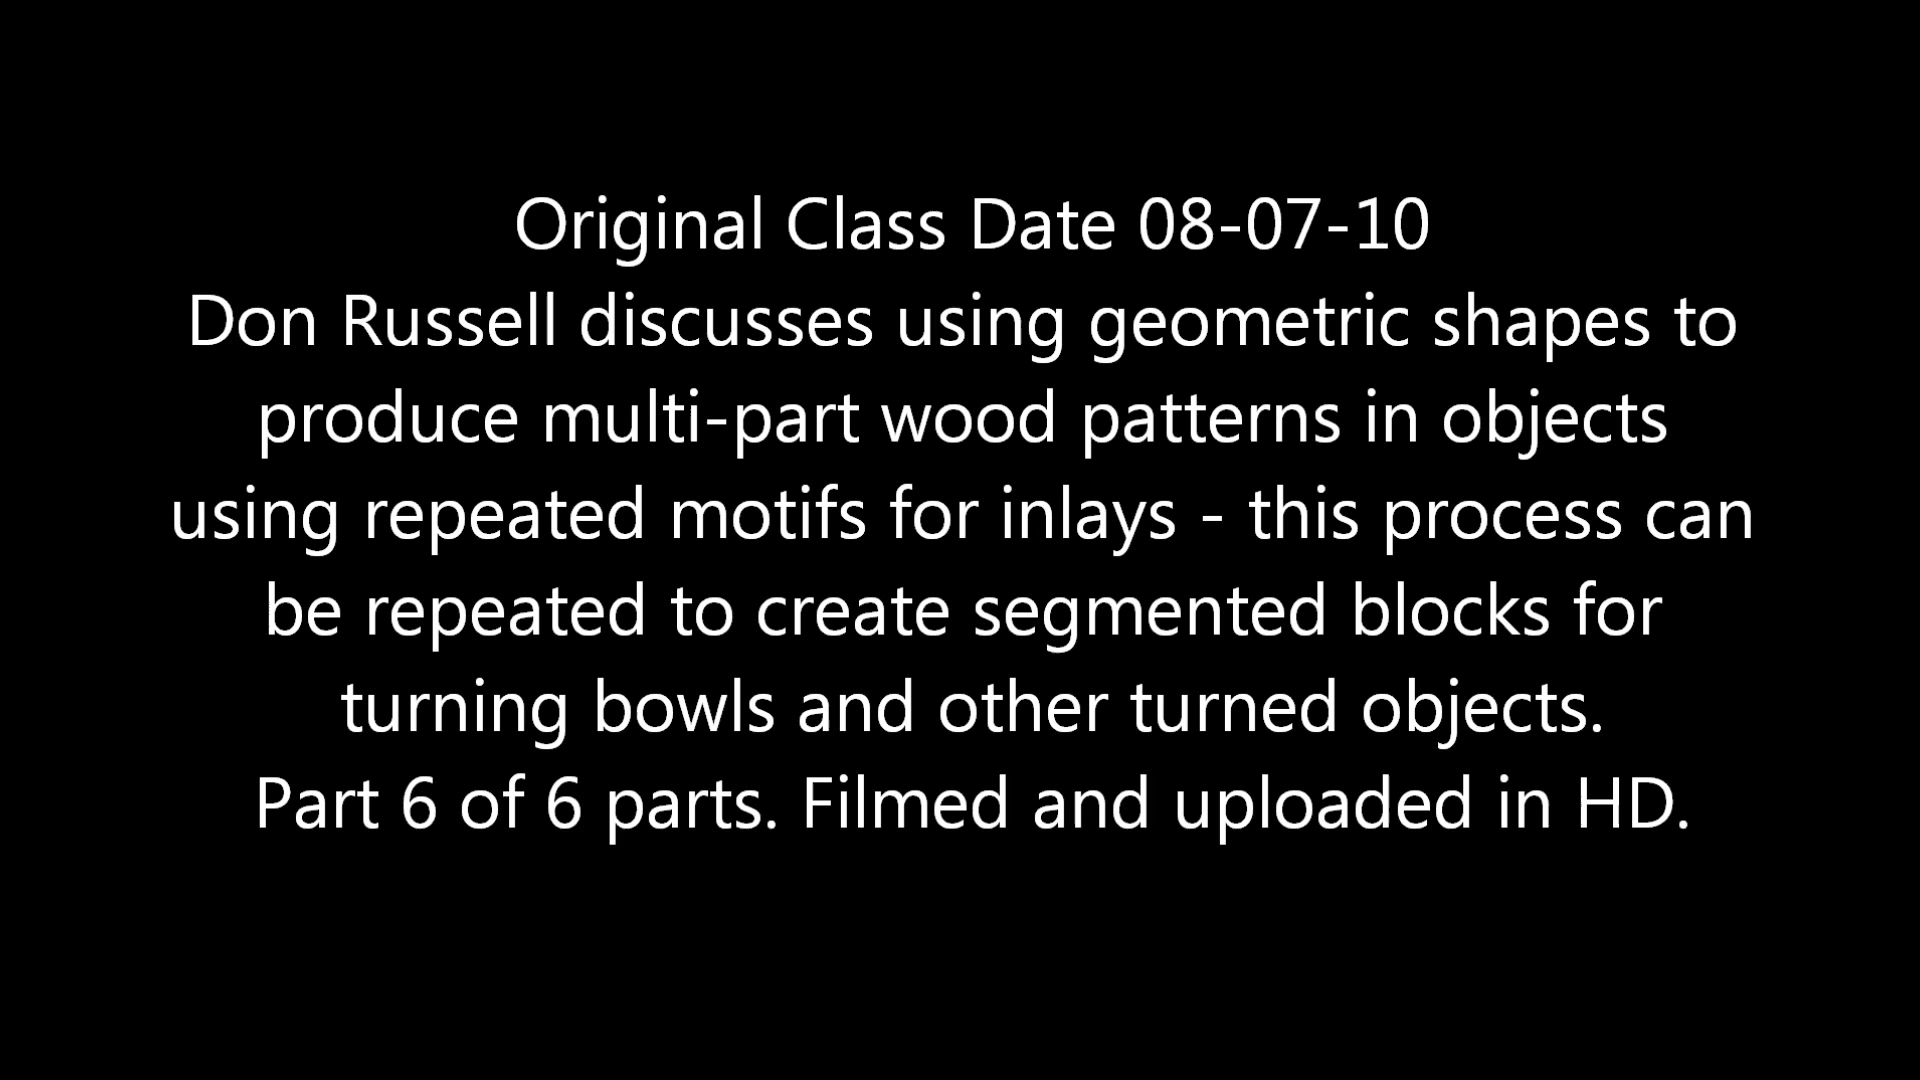 Original Class Date 08-07-10
Don Russell discusses using geometric shapes to
produce multi-part wood patterns in objects
using repeated motifs for inlays - this process can
be repeated to create segmented blocks for
turning bowls and other turned objects.
Part 6 of 6 parts. Filmed and uploaded in HD.